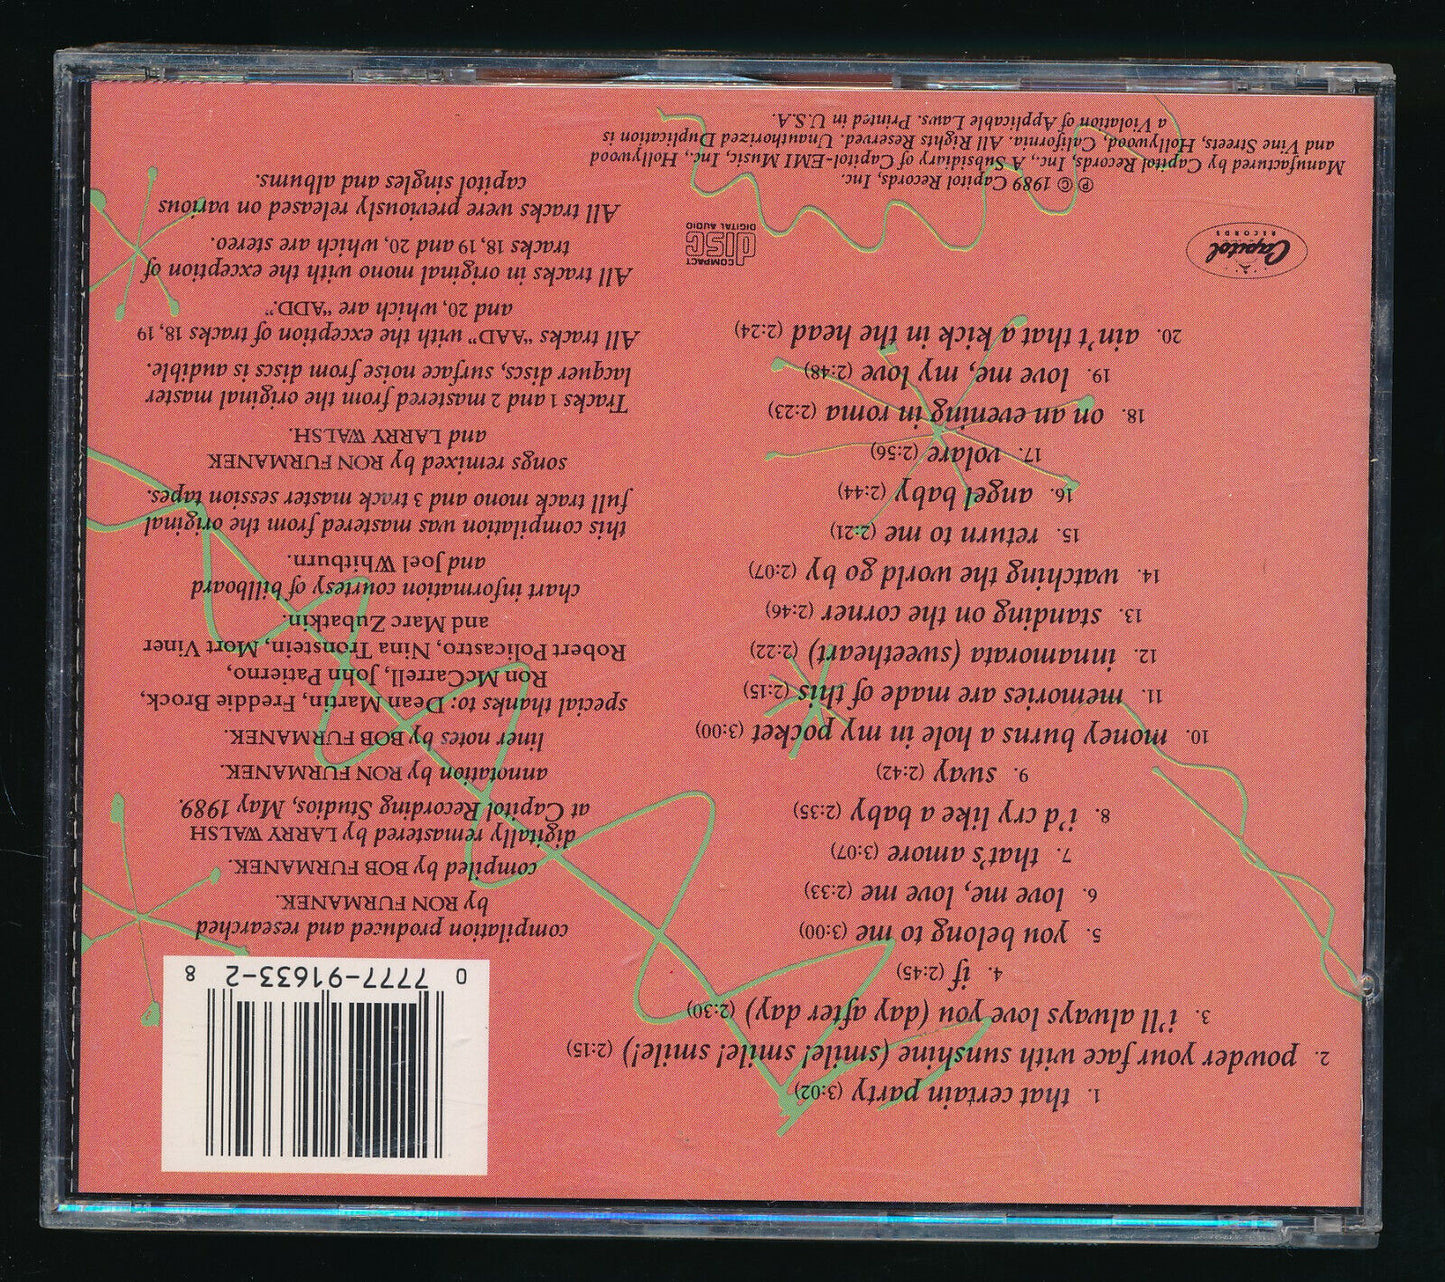 1. that certain party (3:02)
2. powder your face with sunshine (smile! smile! smile!) (2:15)
3. i'll always love you (day after day) (2:30)
4. if (2:45)
5. you belong to me (3:00)
6. love me, love me (2:33)
7. that's amore (3:07)
8. i'd cry like a baby (2:35)
9. sway (2:42)
10. money burns a hole in my pocket (3:00)
11. memories are made of this (2:15)
12. innamorata (sweetheart) (2:22)
13. standing on the corner (2:46)
14. watching the world go by (2:07)
15. return to me (2:21)
16. angel baby (2:44)
17. volare (2:56)
18. on an evening in roma (2:23)
19. love me, my love (2:48)
20. ain't that a kick in the head (2:24)
Capitol
RECORDS
COMPACT
disc
DIGITAL AUDIO
℗ © 1989 Capitol Records, Inc.
Manufactured by Capitol Records, Inc., A Subsidiary of Capitol-EMI Music, Inc., Hollywood
and Vine Streets, Hollywood, California. All Rights Reserved. Unauthorized Duplication is
a Violation of Applicable Laws. Printed in U.S.A.
0 7777-91633-2 8
compilation produced and researched
by RON FURMANEK.
compiled by BOB FURMANEK.
digitally remastered by LARRY WALSH
at Capitol Recording Studios, May 1989.
annotation by RON FURMANEK.
liner notes by BOB FURMANEK.
special thanks to: Dean Martin, Freddie Brock,
Ron McCarrell, John Patierno,
Robert Policastro, Nina Tronstein, Mort Viner
and Marc Zubatkin.
chart information courtesy of billboard
and Joel Whitburn.
this compilation was mastered from the original
full track mono and 3 track master session tapes.
songs remixed by RON FURMANEK
and LARRY WALSH.
Tracks 1 and 2 mastered from the original master
lacquer discs, surface noise from discs is audible.
All tracks "AAD" with the exception of tracks 18, 19
and 20, which are "ADD."
All tracks in original mono with the exception of
tracks 18, 19 and 20, which are stereo.
All tracks were previously released on various
capitol singles and albums.